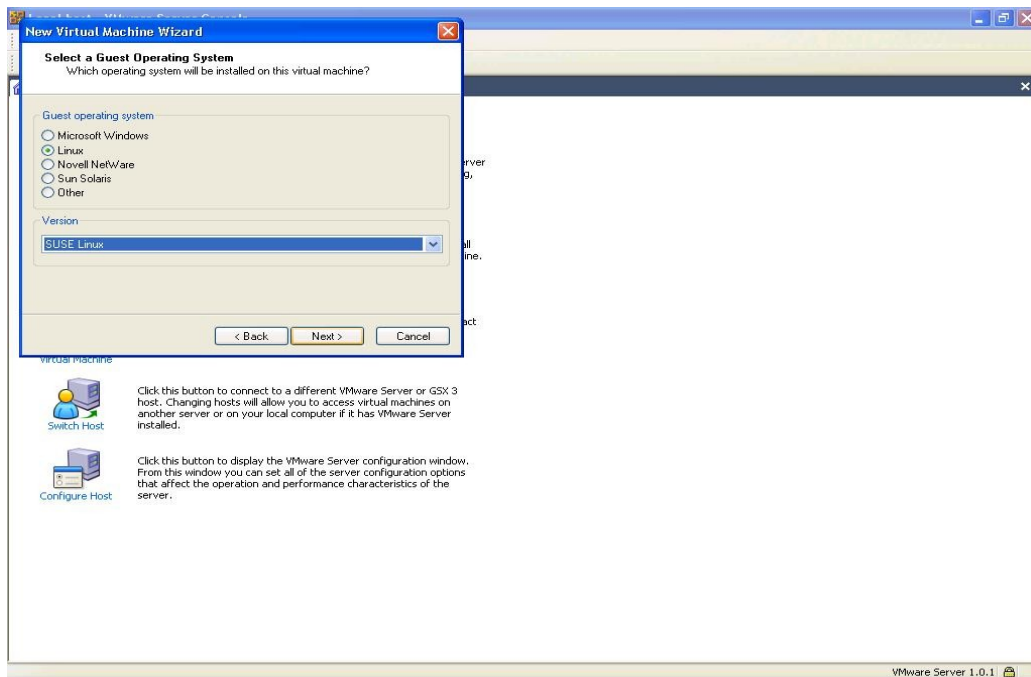 Local host - VMware Server Console
New Virtual Machine Wizard
Select a Guest Operating System
Which operating system will be installed on this virtual machine?
Guest operating system
Microsoft Windows
Linux
Novell NetWare
Sun Solaris
Other
Version
SUSE Linux
< Back Next > Cancel
Virtual Machine
Click this button to connect to a different VMware Server or GSX 3
host. Changing hosts will allow you to access virtual machines on
another server or on your local computer if it has VMware Server
installed.
Switch Host
Click this button to display the VMware Server configuration window.
From this window you can set all of the server configuration options
that affect the operation and performance characteristics of the
server.
Configure Host
VMware Server 1.0.1